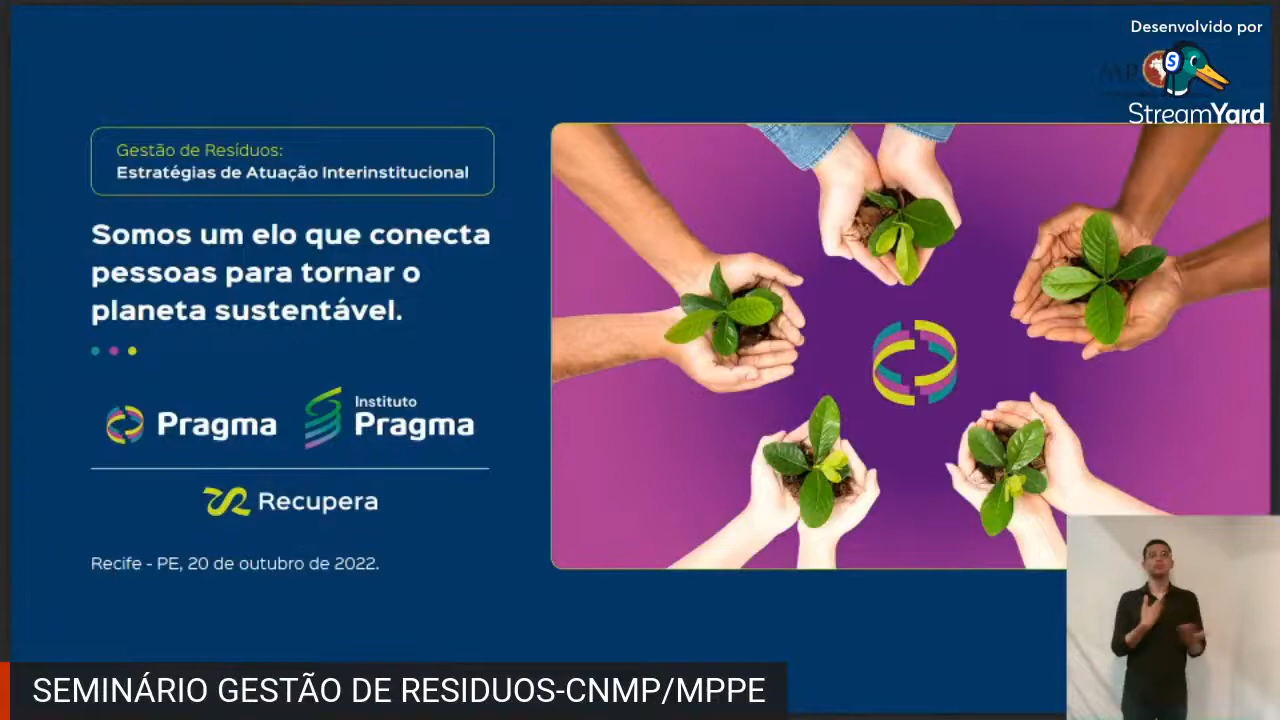 Desenvolvido por
StreamYard
Gestão de Resíduos:
Estratégias de Atuação Interinstitucional
Somos um elo que conecta
pessoas para tornar o
planeta sustentável.
Pragma
Instituto
Pragma
Recupera
Recife - PE, 20 de outubro de 2022.
SEMINÁRIO GESTÃO DE RESIDUOS-CNMP/MPPE